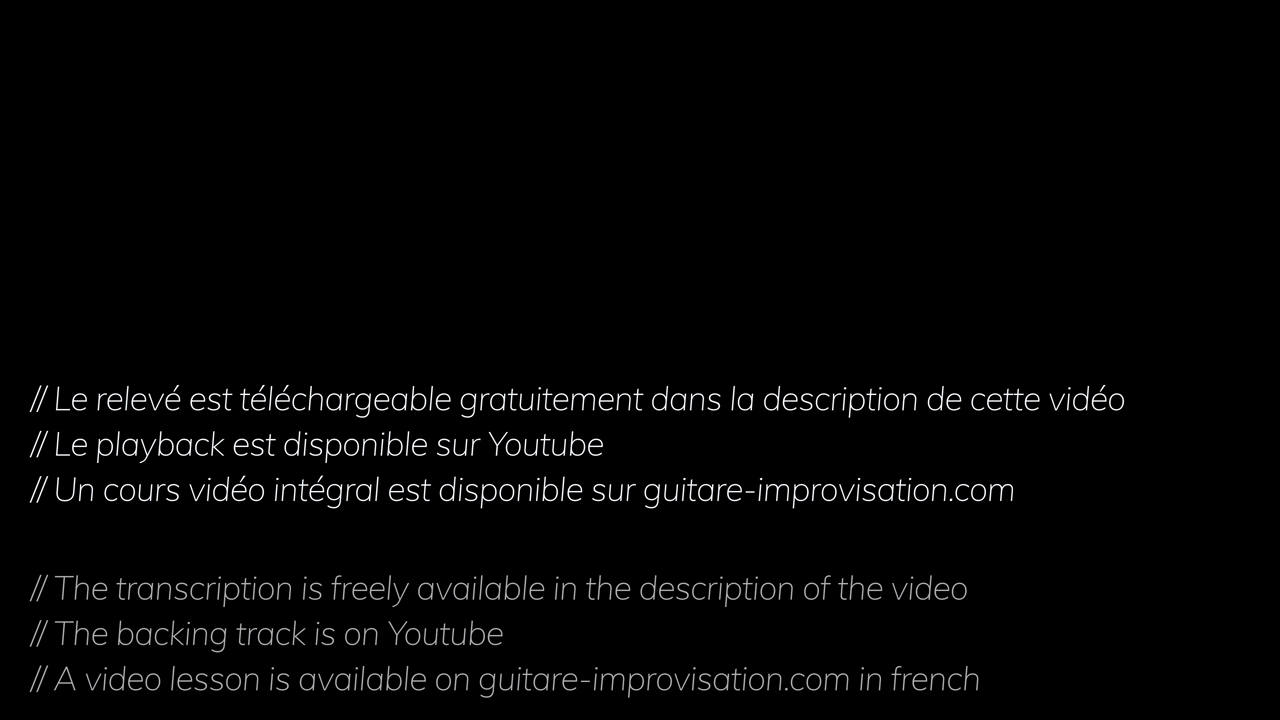 // Le relevé est téléchargeable gratuitement dans la description de cette vidéo
// Le playback est disponible sur Youtube
// Un cours vidéo intégral est disponible sur guitare-improvisation.com
// The transcription is freely available in the description of the video
// The backing track is on Youtube
// A video lesson is available on guitare-improvisation.com in french